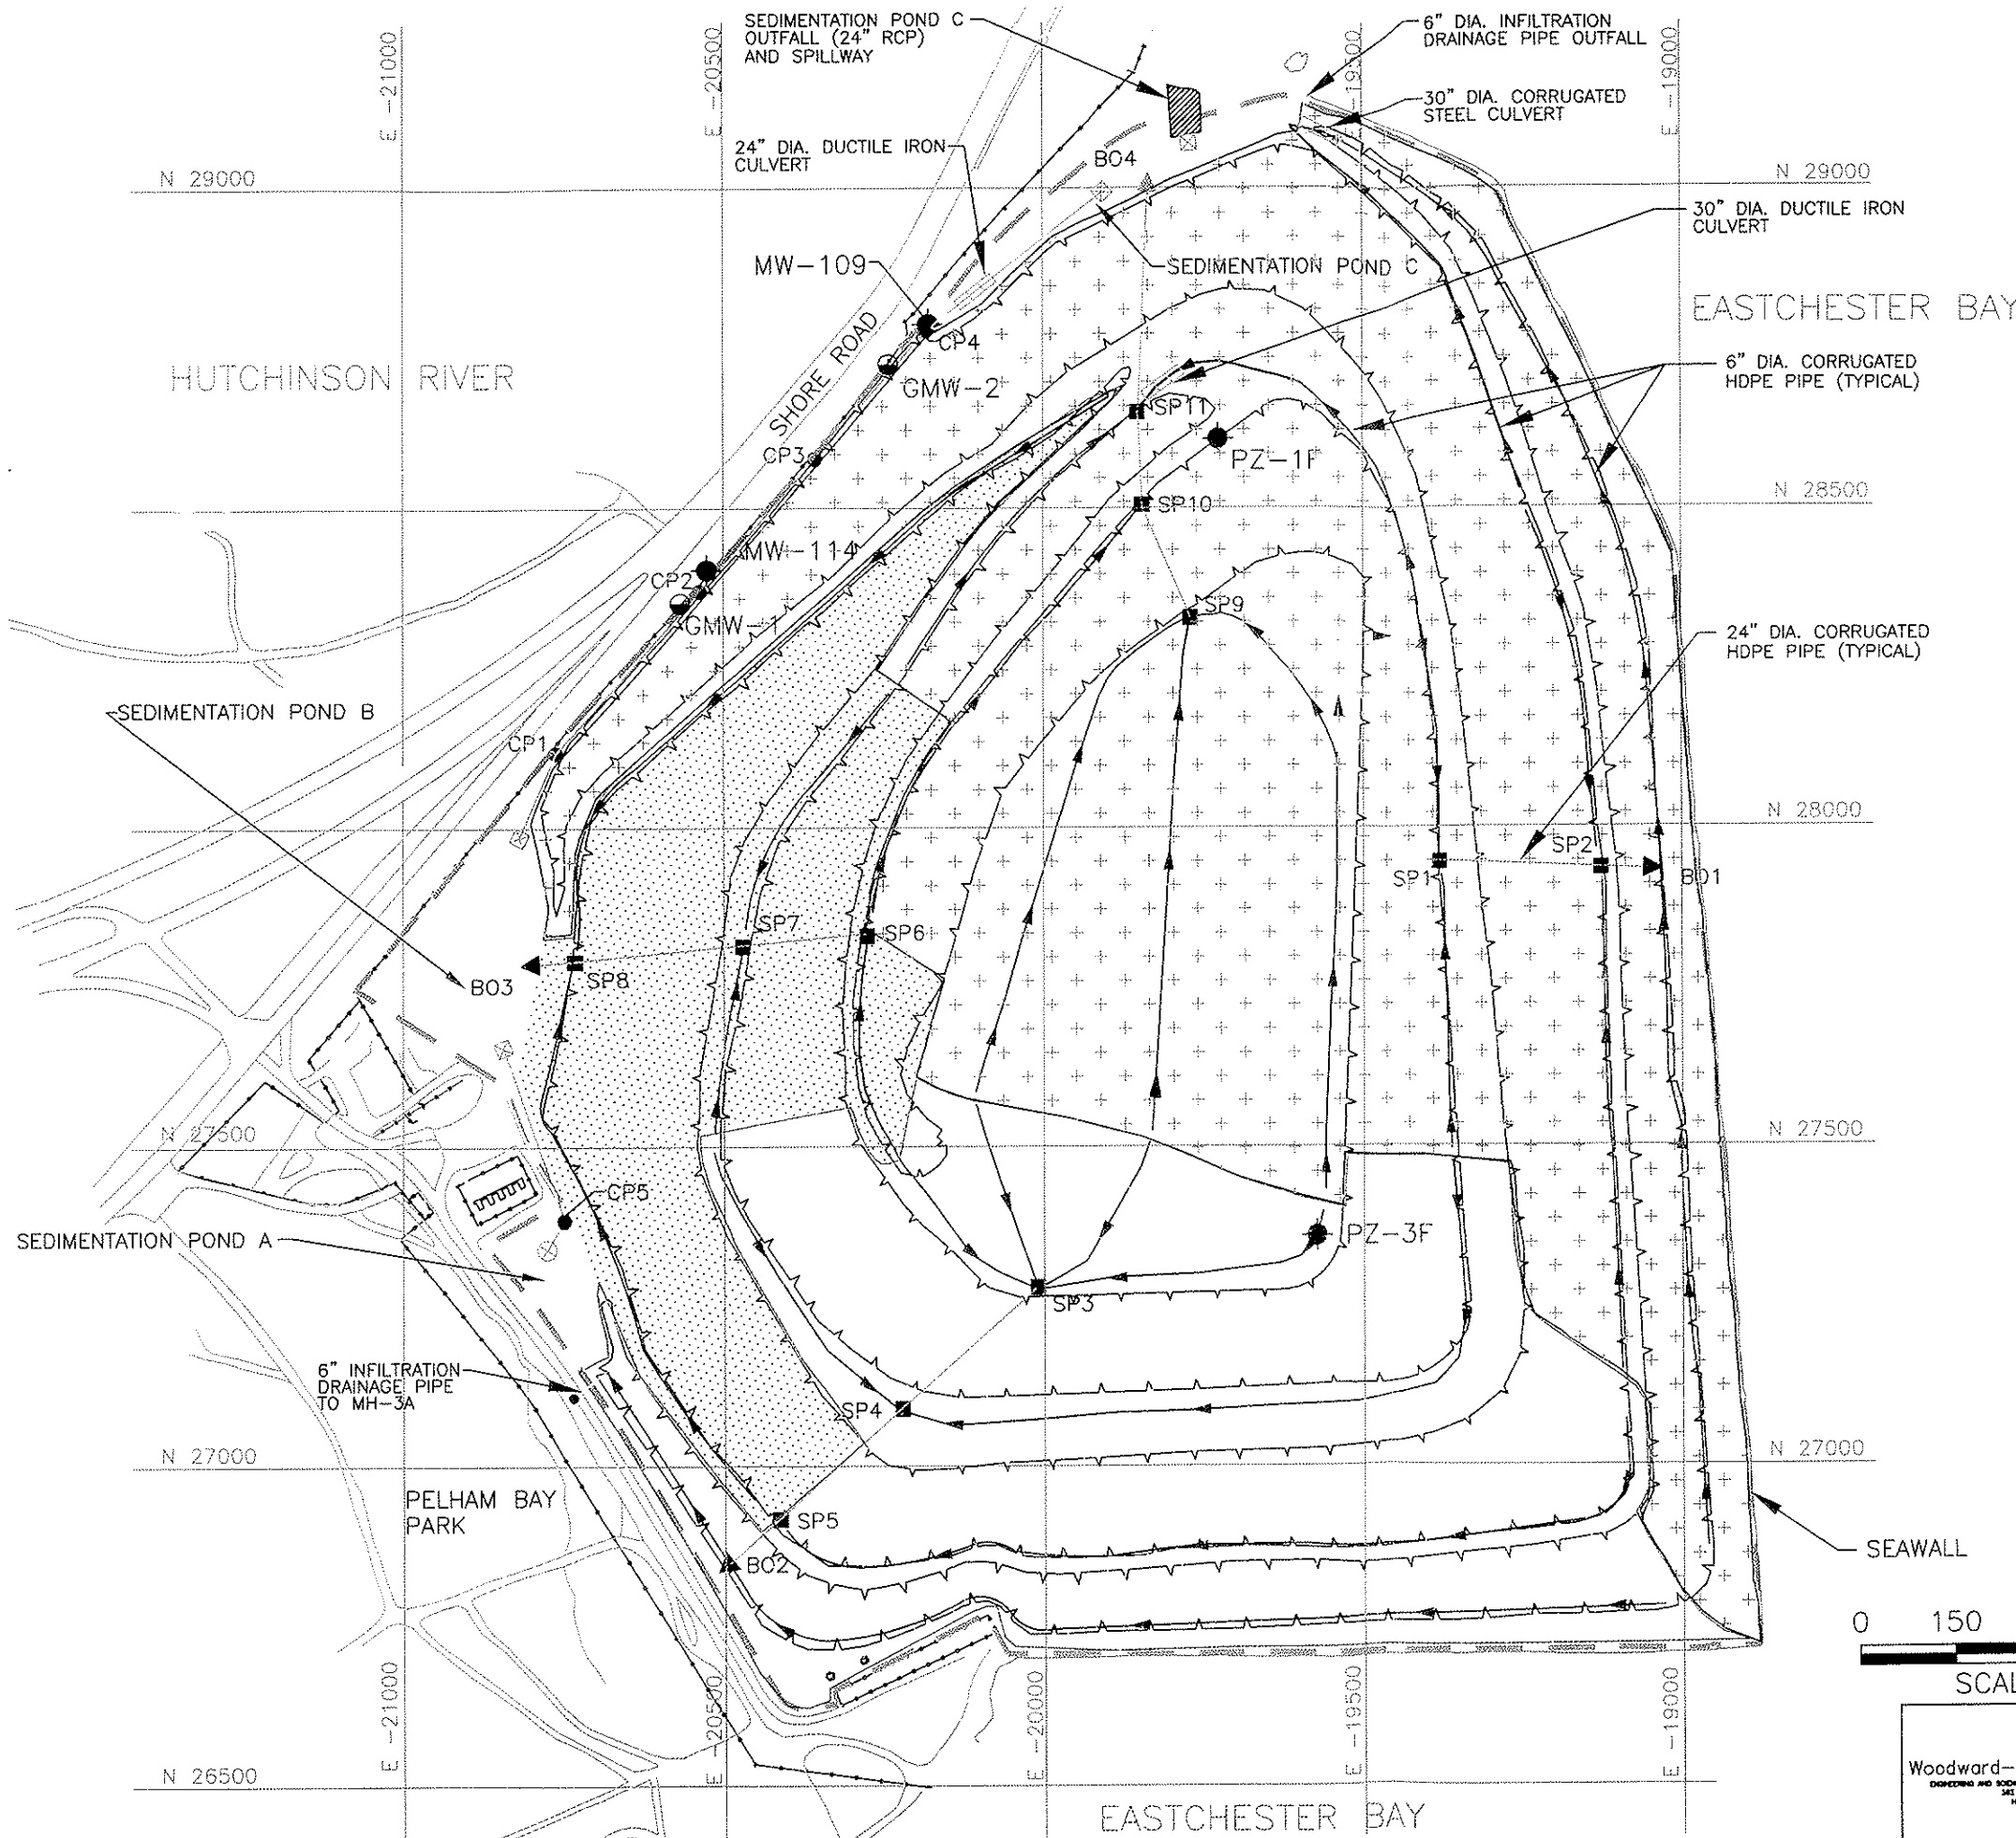 SEDIMENTATION POND C
OUTFALL (24" RCP)
AND SPILLWAY
6" DIA. INFILTRATION
DRAINAGE PIPE OUTFALL
E -21000
E -20500
-19500
E -19000
30" DIA. CORRUGATED
STEEL CULVERT
24" DIA. DUCTILE IRON
CULVERT
BO4
N 29000
N 29000
30" DIA. DUCTILE IRON
CULVERT
MW-109
SEDIMENTATION POND C
EASTCHESTER BAY
CP4
HUTCHINSON RIVER
SHORE ROAD
GMW-2
6" DIA. CORRUGATED
HDPE PIPE (TYPICAL)
SP11
CP3
PZ-1F
N 28500
SP10
MW-114
CP2
GMW-1
SP9
24" DIA. CORRUGATED
HDPE PIPE (TYPICAL)
SEDIMENTATION POND B
CP1
N 28000
SP1
SP2
BO1
SP7
SP6
BO3
SP8
N 27500
N 27500
CP5
SEDIMENTATION POND A
PZ-3F
SP3
6" INFILTRATION
DRAINAGE PIPE
TO MH-3A
SP4
N 27000
N 27000
PELHAM BAY
PARK
SP5
SEAWALL
BO2
0 150
SCAL
E -21000
E -20500
E -20000
E -19500
E -19000
N 26500
Woodward-
EASTCHESTER BAY